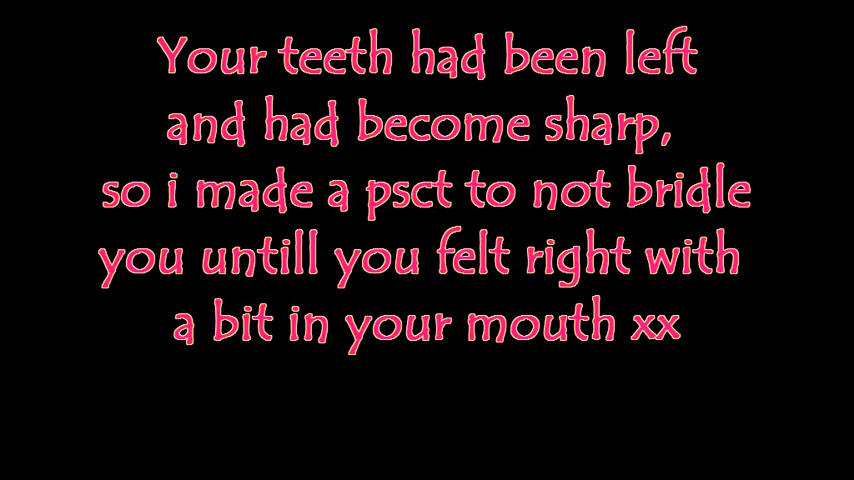 Your teeth had been left
and had become sharp,
so i made a psct to not bridle
you untill you felt right with
a bit in your mouth xx